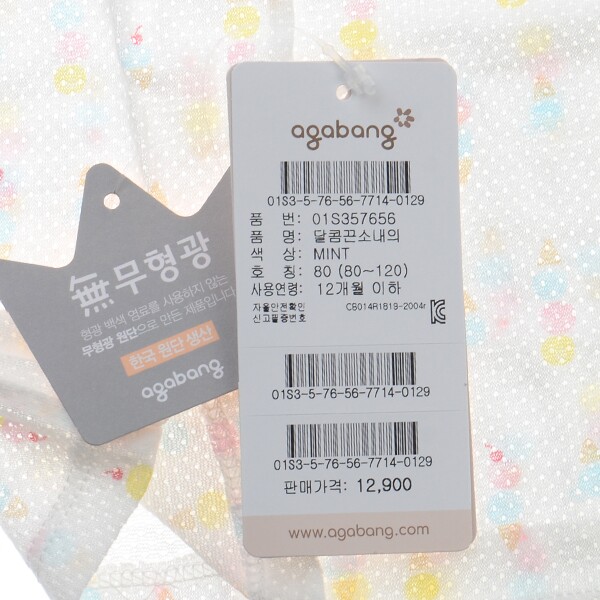 agabang
01S3-5-76-56-7714-0129
품 번: 01S357656
품 명: 달콤끈소내의
색 상: MINT
호 칭: 80 (80~120)
사용연령: 12개월 이하
자율안전확인
신고필증번호
CB014R1819-2004r
01S3-5-76-56-7714-0129
01S3-5-76-56-7714-0129
판매가격: 12,900
www.agabang.com
無무형광
형광 백색 염료를 사용하지 않는
무형광 원단으로 만든 제품입니다.
한국 원단 생산
agabang